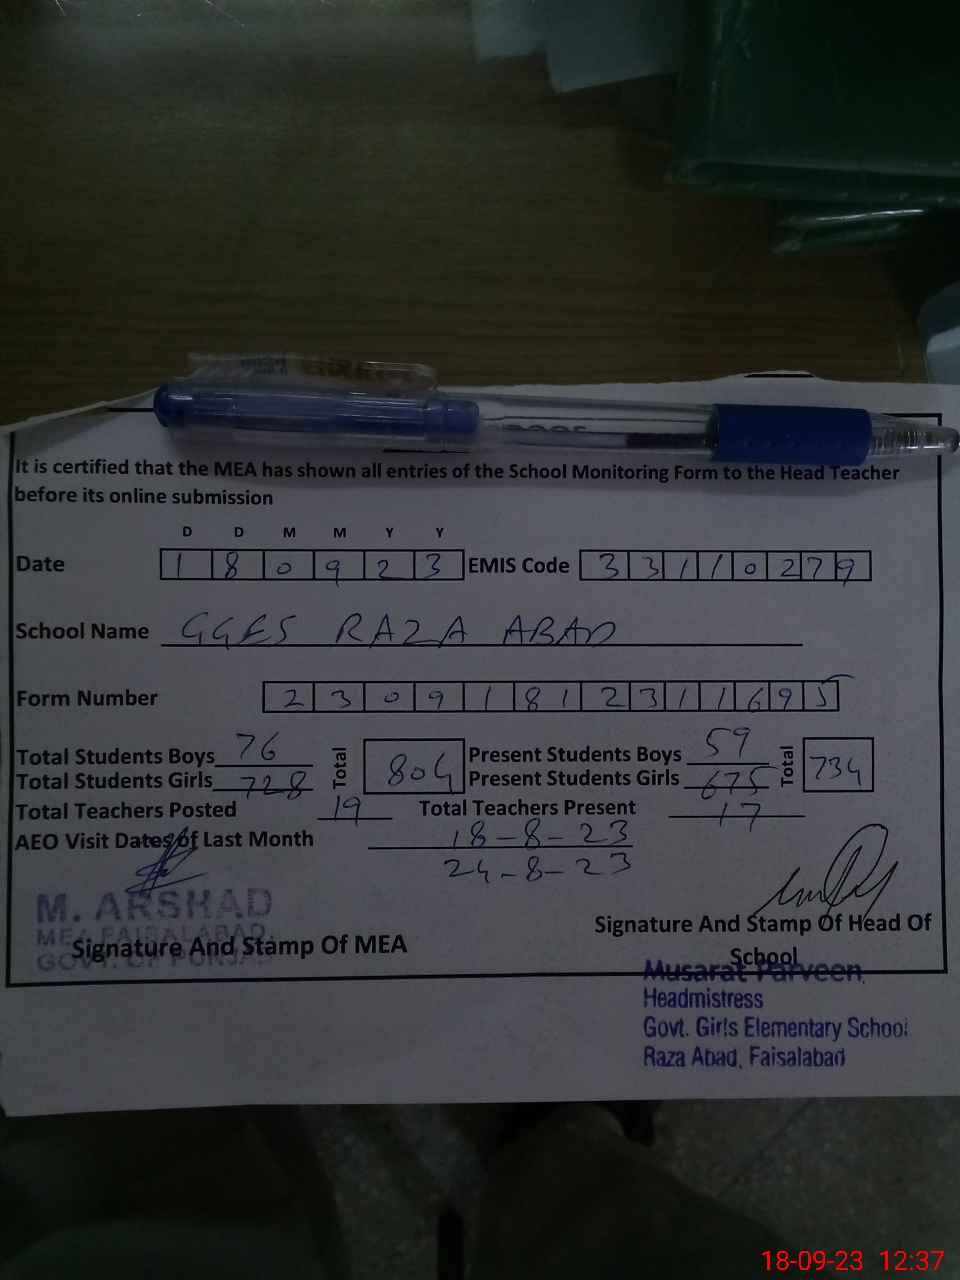 It is certified that the MEA has shown all entries of the School Monitoring Form to the Head Teacher
before its online submission
D D M M Y Y
Date 1 8 0 9 2 3 EMIS Code 3 3 1 1 0 2 7 9
School Name GGES RAZA ABAD
Form Number 2 3 0 9 1 8 1 2 3 1 1 6 9 5
Total Students Boys 76 Total 804 Present Students Boys 59 Total 734
Total Students Girls 728 Present Students Girls 675
Total Teachers Posted 19 Total Teachers Present 17
AEO Visit Dates of Last Month 18-8-23
24-8-23
M. ARSHAD
MEA FAISALABAD
GOVT. OF PUNJAB
Signature And Stamp Of MEA
Signature And Stamp Of Head Of
School
Musarat Parveen
Headmistress
Govt. Girls Elementary School
Raza Abad, Faisalabad
18-09-23 12:37